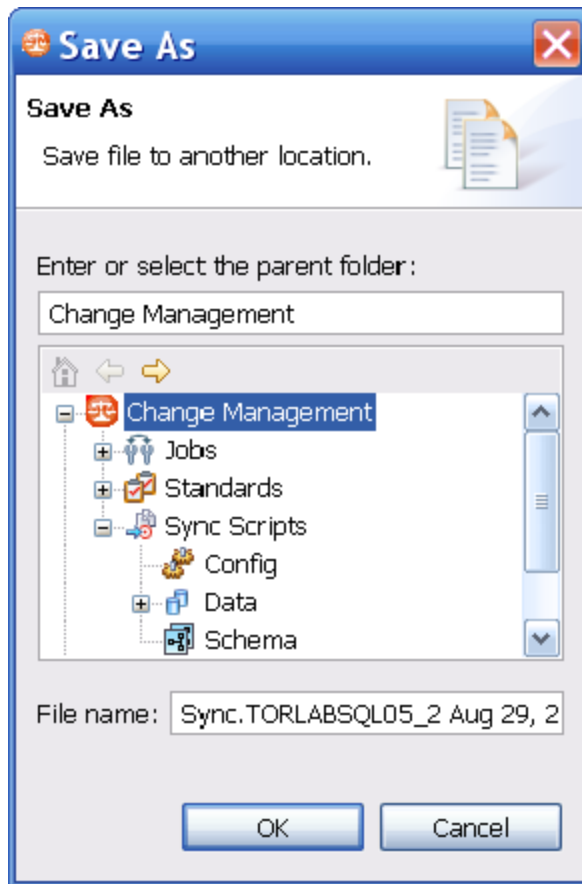 Save As
Save As
Save file to another location.
Enter or select the parent folder:
Change Management
Change Management
Jobs
Standards
Sync Scripts
Config
Data
Schema
File name: Sync.TORLABSQL05_2 Aug 29, 2
OK Cancel